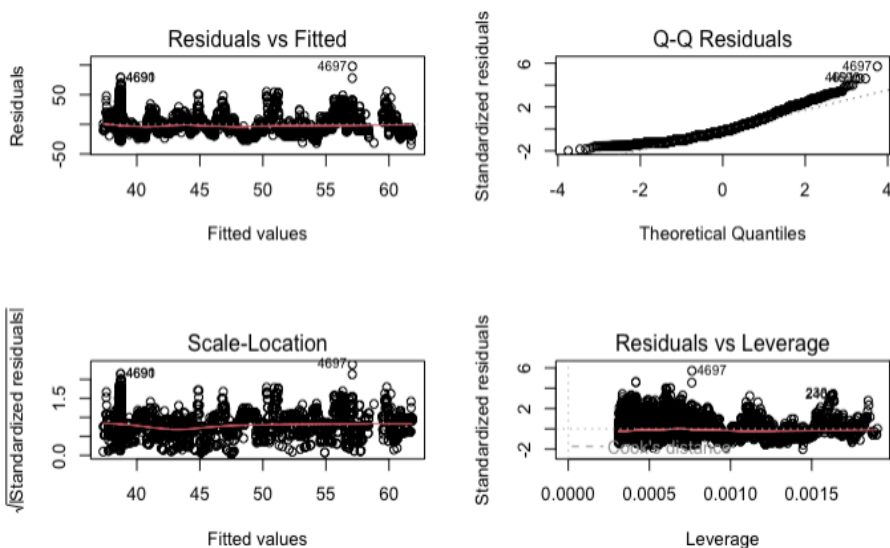 Residuals vs Fitted
Residuals
50
-50
4697
40 45 50 55 60
Fitted values
Q-Q Residuals
Standardized residuals
6
2
-2
4697
-4 -2 0 2 4
Theoretical Quantiles
Scale-Location
√|Standardized residuals|
1.5
0.0
4697
40 45 50 55 60
Fitted values
Residuals vs Leverage
Standardized residuals
6
2
-2
4697
Cook's distance
0.0000 0.0005 0.0010 0.0015
Leverage